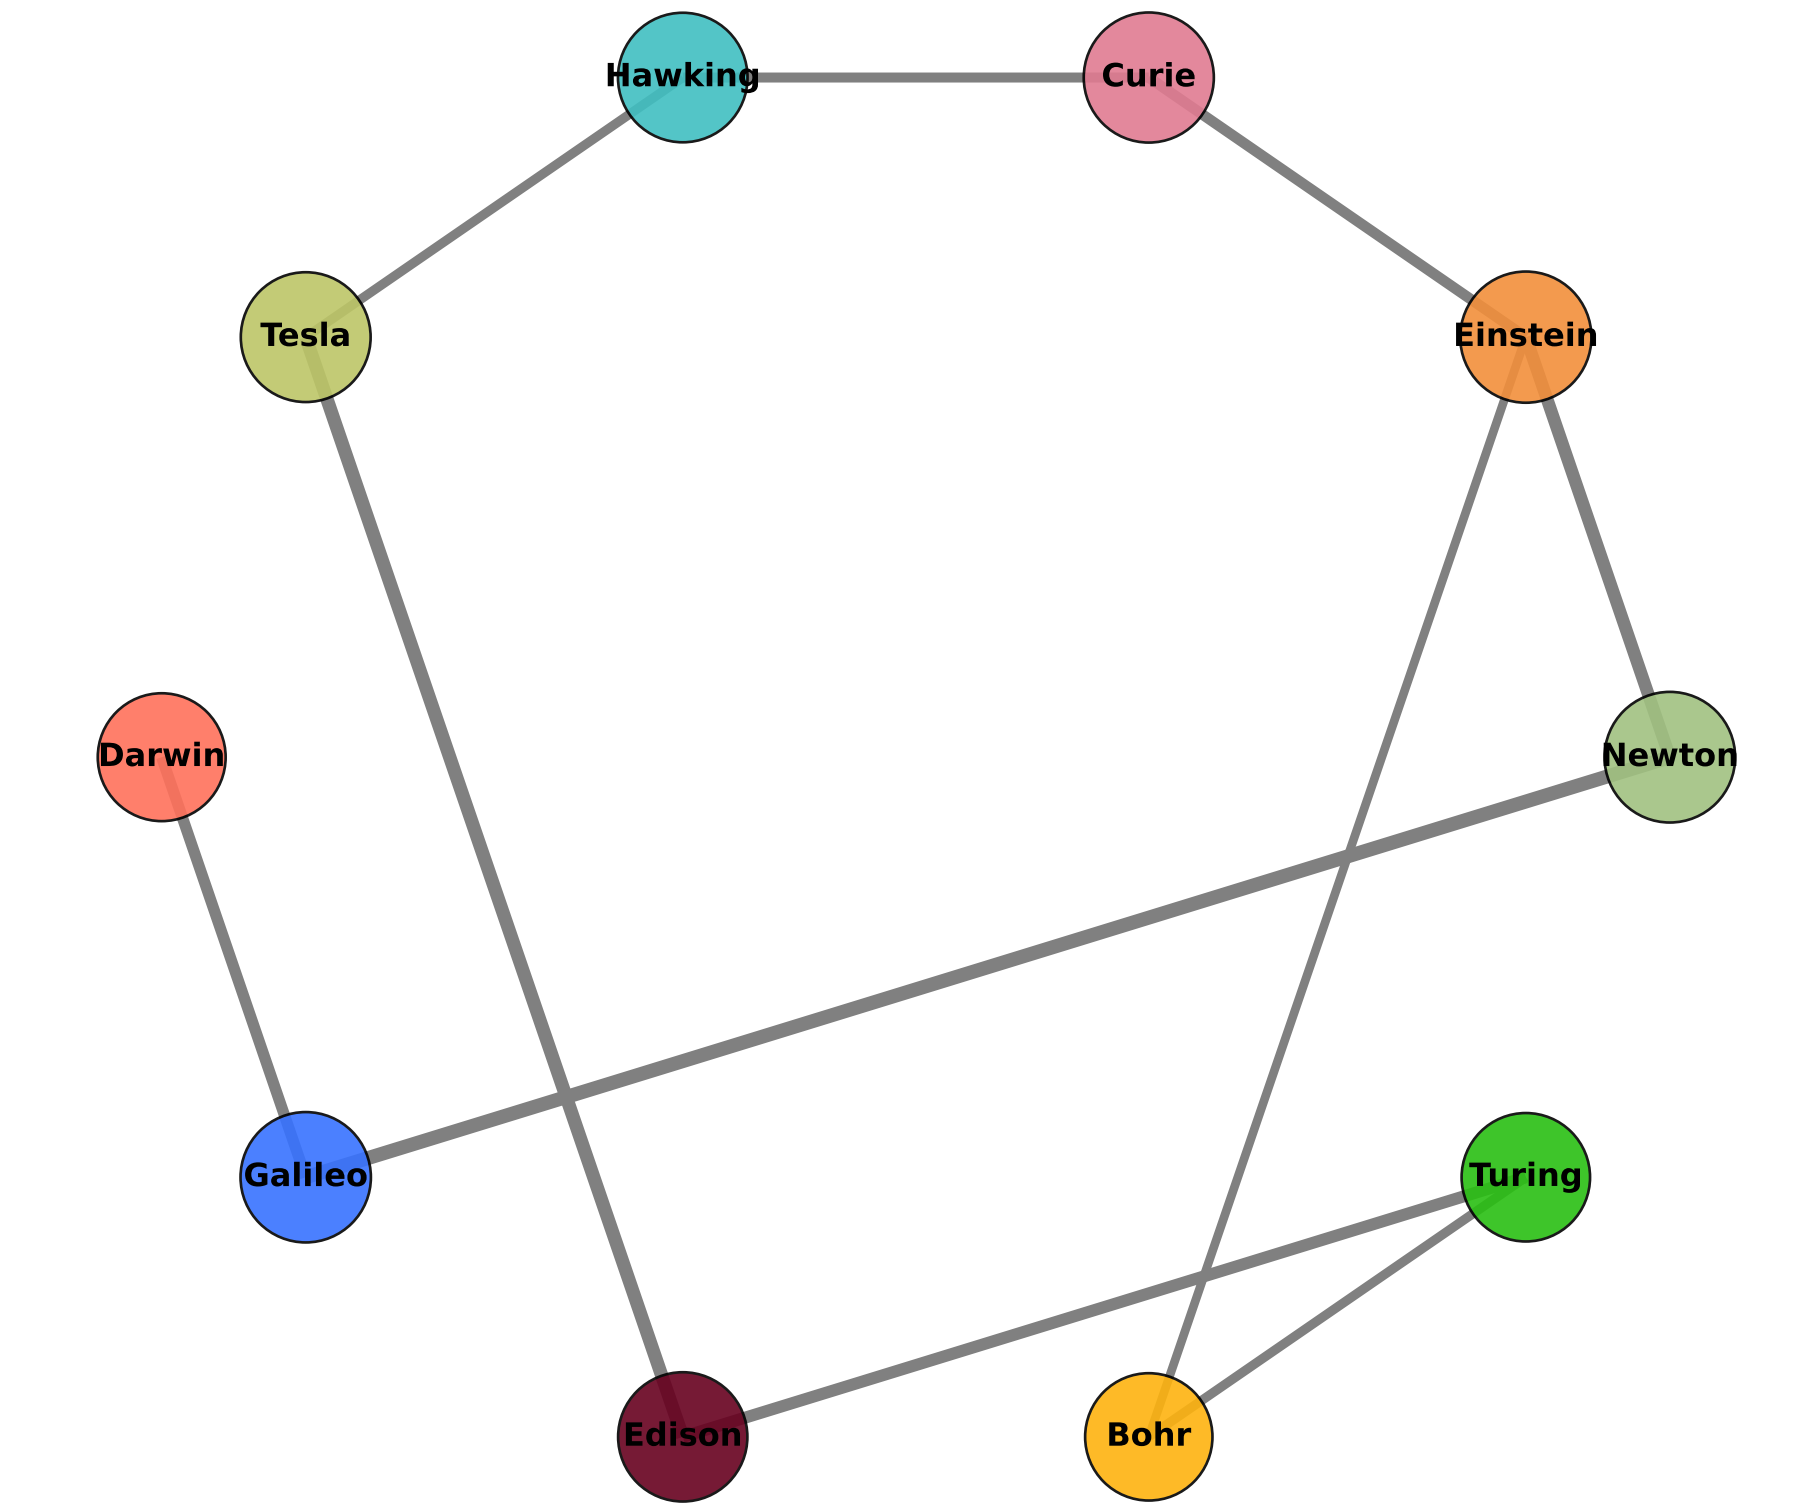 Hawking
Curie
Tesla
Einstein
Darwin
Newton
Galileo
Turing
Edison
Bohr